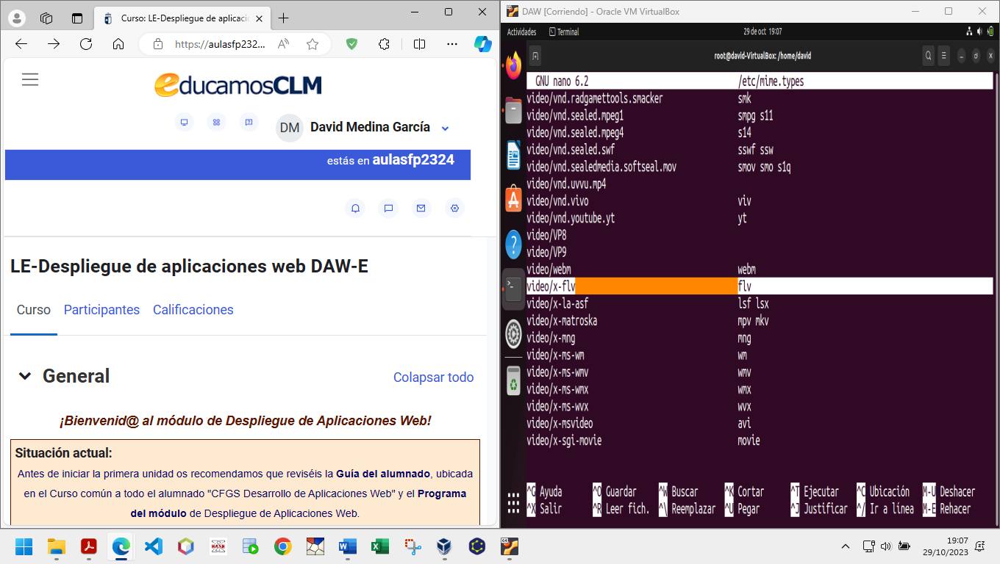 Curso: LE-Despliegue de aplicacio
https://aulasfp232...
educamosCLM
DM David Medina García
estás en aulasfp2324
LE-Despliegue de aplicaciones web DAW-E
Curso Participantes Calificaciones
General Colapsar todo
¡Bienvenid@ al módulo de Despliegue de Aplicaciones Web!
Situación actual:
Antes de iniciar la primera unidad os recomendamos que reviséis la Guía del alumnado, ubicada
en el Curso común a todo el alumnado "CFGS Desarrollo de Aplicaciones Web" y el Programa
del módulo de Despliegue de Aplicaciones Web.
DAW [Corriendo] - Oracle VM VirtualBox
Actividades Terminal 29 de oct 19:07
root@david-VirtualBox: /home/david
GNU nano 6.2 /etc/mime.types
video/vnd.radgamettools.smacker smk
video/vnd.sealed.mpeg1 smpg s11
video/vnd.sealed.mpeg4 s14
video/vnd.sealed.swf sswf ssw
video/vnd.sealedmedia.softseal.mov smov smo s1q
video/vnd.uvvu.mp4
video/vnd.vivo viv
video/vnd.youtube.yt yt
video/VP8
video/VP9
video/webm webm
video/x-flv flv
video/x-la-asf lsf lsx
video/x-matroska mpv mkv
video/x-mng mng
video/x-ms-wm wm
video/x-ms-wmv wmv
video/x-ms-wmx wmx
video/x-ms-wvx wvx
video/x-msvideo avi
video/x-sgi-movie movie
^G Ayuda ^O Guardar ^W Buscar ^K Cortar ^T Ejecutar ^C Ubicación M-U Deshacer
^X Salir ^R Leer fich. ^\ Reemplazar ^U Pegar ^J Justificar ^/ Ir a línea M-E Rehacer
19:07
29/10/2023